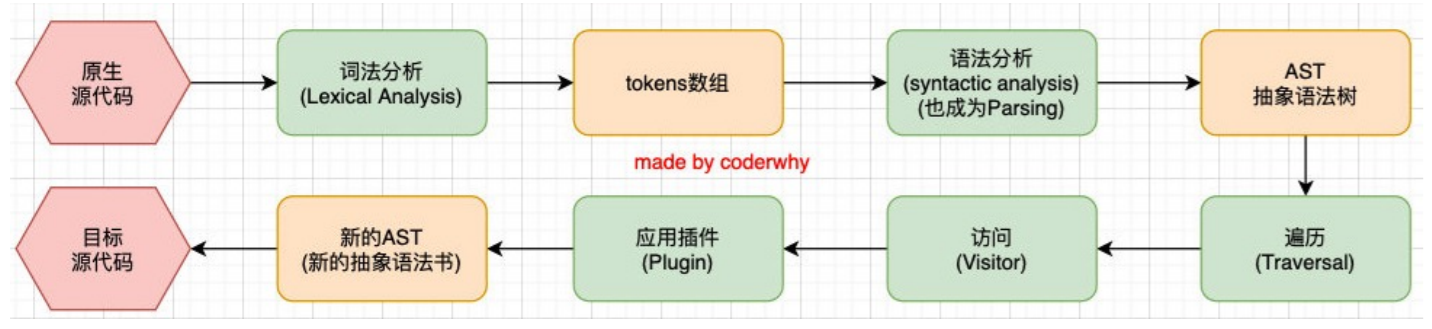 原生
源代码
词法分析
(Lexical Analysis)
tokens数组
语法分析
(syntactic analysis)
(也成为Parsing)
AST
抽象语法树
made by coderwhy
目标
源代码
新的AST
(新的抽象语法书)
应用插件
(Plugin)
访问
(Visitor)
遍历
(Traversal)